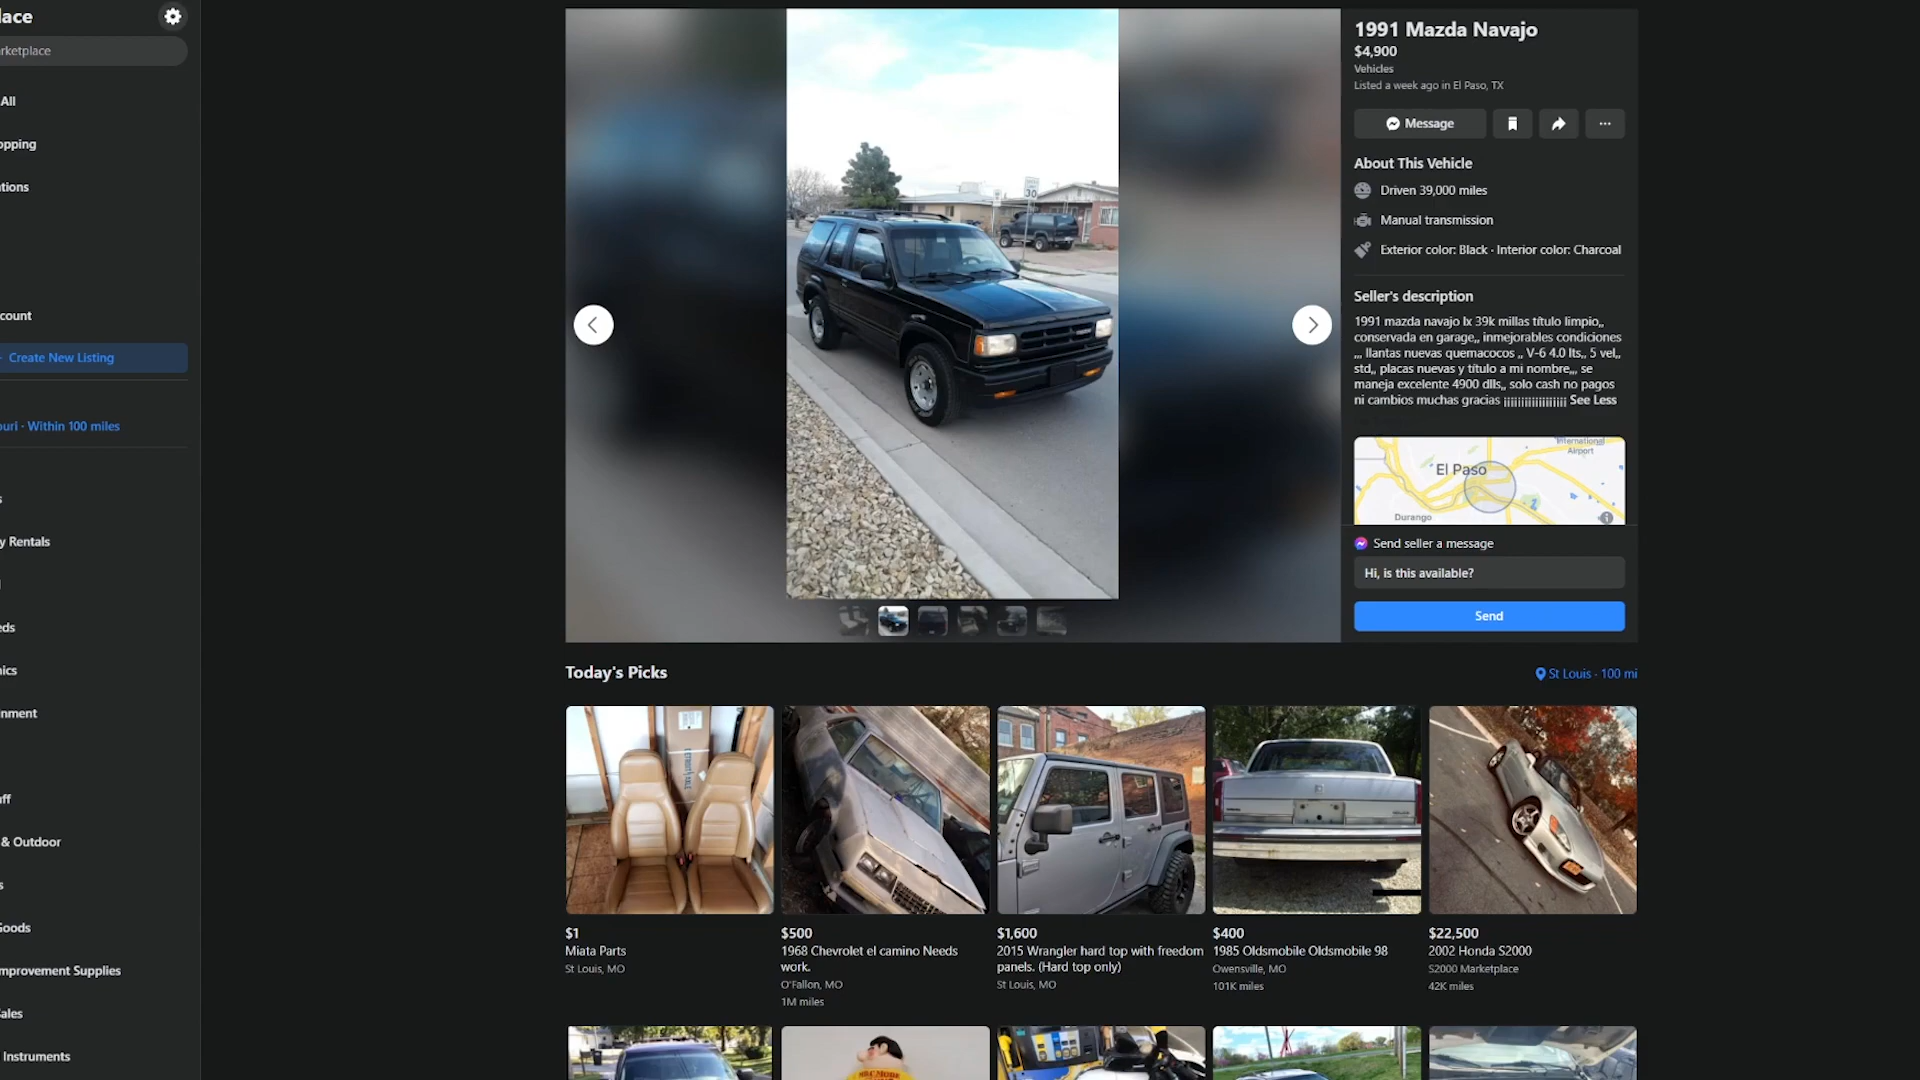 lace
rketplace
All
opping
tions
count
Create New Listing
ouri · Within 100 miles
s
y Rentals
l
eds
ics
inment
ff
& Outdoor
s
Goods
mprovement Supplies
ales
Instruments
30
1991 Mazda Navajo
$4,900
Vehicles
Listed a week ago in El Paso, TX
Message
About This Vehicle
Driven 39,000 miles
Manual transmission
Exterior color: Black · Interior color: Charcoal
Seller's description
1991 mazda navajo lx 39k millas título limpio,,
conservada en garage,, inmejorables condiciones
,,, llantas nuevas quemacocos ,, V-6 4.0 lts,, 5 vel,,
std,, placas nuevas y título a mi nombre,,, se
maneja excelente 4900 dlls,, solo cash no pagos
ni cambios muchas gracias ¡¡¡¡¡¡¡¡¡¡¡¡¡¡¡¡¡ See Less
International
Airport
El Paso
Durango
Send seller a message
Hi, is this available?
Send
Today's Picks
St Louis · 100 mi
$1
Miata Parts
St Louis, MO
$500
1968 Chevrolet el camino Needs
work.
O'Fallon, MO
1M miles
$1,600
2015 Wrangler hard top with freedom
panels. (Hard top only)
St Louis, MO
$400
1985 Oldsmobile Oldsmobile 98
Owensville, MO
101K miles
$22,500
2002 Honda S2000
S2000 Marketplace
42K miles